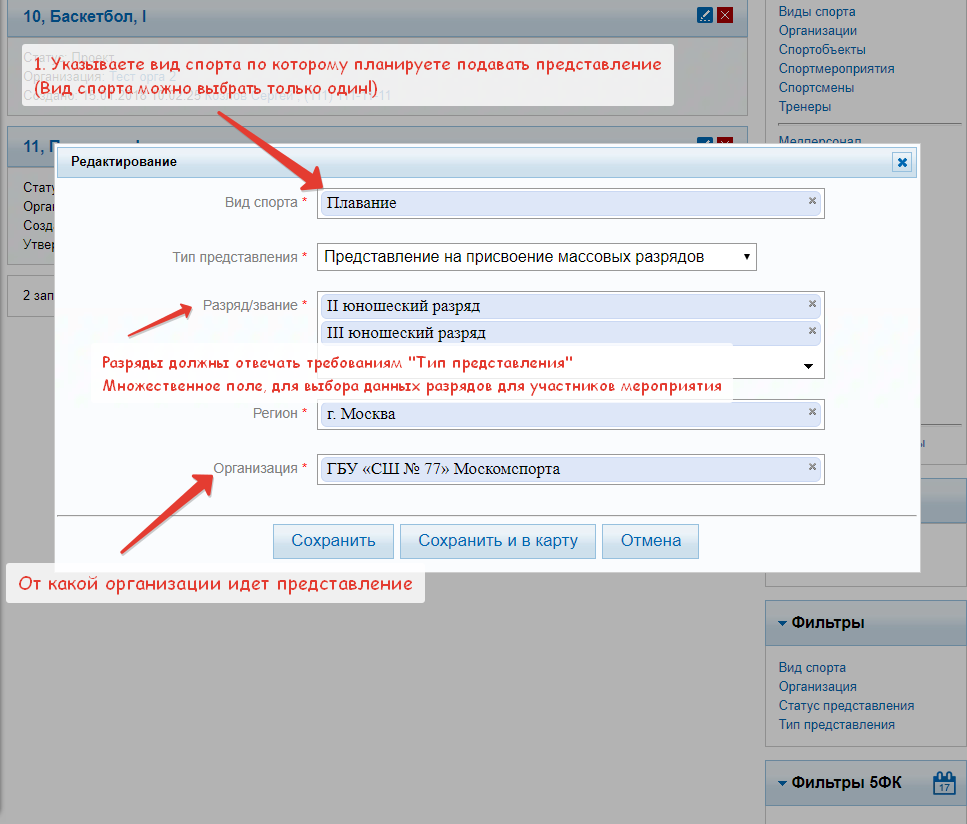 10, Баскетбол, I
Статус: Проект
1. Указываете вид спорта по которому планируете подавать представление
Организация: Тест орга 2
(Вид спорта можно выбрать только один!)
11,
Редактирование
Стату
Орга
Созд
Утвер
2 зап
Вид спорта * Плавание
Тип представления * Представление на присвоение массовых разрядов
Разряд/звание * II юношеский разряд
III юношеский разряд
Разряды должны отвечать требованиям "Тип представления"
Множественное поле, для выбора данных разрядов для участников мероприятия
Регион * г. Москва
Организация * ГБУ «СШ № 77» Москомспорта
Сохранить
Сохранить и в карту
Отмена
От какой организации идет представление
Виды спорта
Организации
Спортобъекты
Спортмероприятия
Спортсмены
Тренеры
Медперсонал
Фильтры
Вид спорта
Организация
Статус представления
Тип представления
Фильтры 5ФК
17